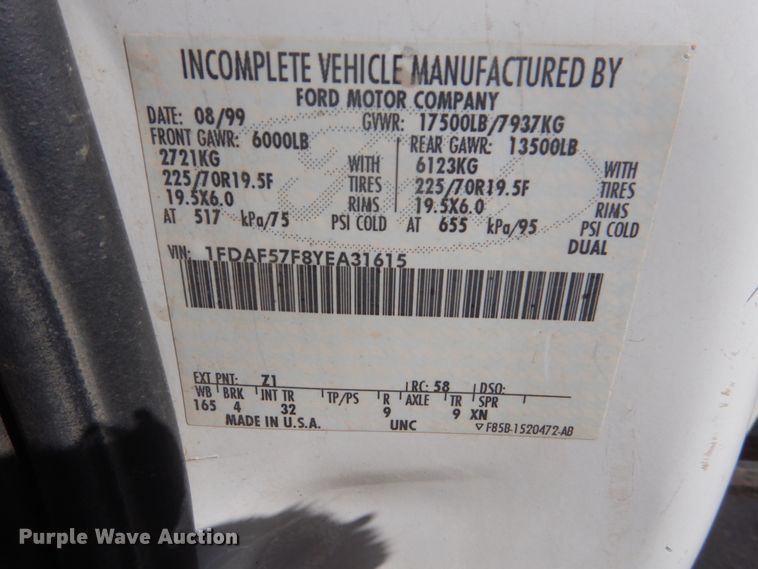 INCOMPLETE VEHICLE MANUFACTURED BY
FORD MOTOR COMPANY
DATE: 08/99 GVWR: 17500LB/7937KG
FRONT GAWR: 6000LB REAR GAWR: 13500LB
2721KG WITH 6123KG WITH
225/70R19.5F TIRES 225/70R19.5F TIRES
19.5X6.0 RIMS 19.5X6.0 RIMS
AT 517 kPa/75 PSI COLD AT 655 kPa/95 PSI COLD
DUAL
VIN: 1FDAF57F8YEA31615
EXT PNT: Z1 RC: 58 DSO:
WB BRK INT TR TP/PS R AXLE TR SPR
165 4 32 9 9 XN
MADE IN U.S.A. UNC F85B-1520472-AB
Purple Wave Auction